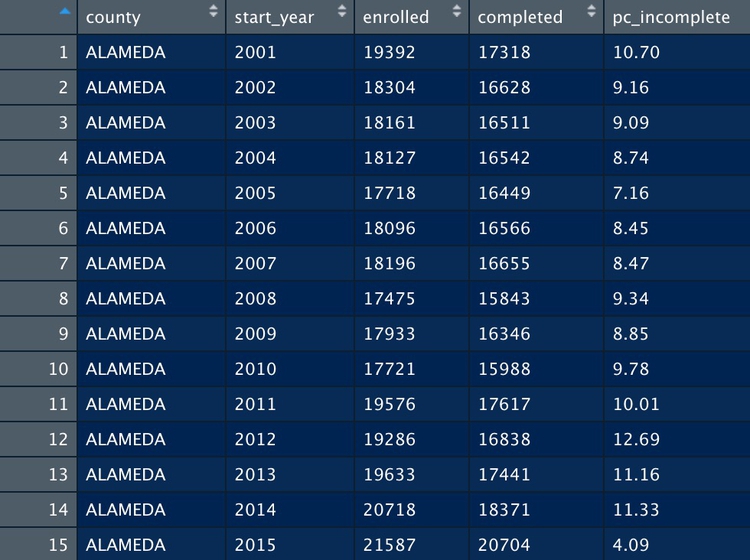 county start_year enrolled completed pc_incomplete
1 ALAMEDA 2001 19392 17318 10.70
2 ALAMEDA 2002 18304 16628 9.16
3 ALAMEDA 2003 18161 16511 9.09
4 ALAMEDA 2004 18127 16542 8.74
5 ALAMEDA 2005 17718 16449 7.16
6 ALAMEDA 2006 18096 16566 8.45
7 ALAMEDA 2007 18196 16655 8.47
8 ALAMEDA 2008 17475 15843 9.34
9 ALAMEDA 2009 17933 16346 8.85
10 ALAMEDA 2010 17721 15988 9.78
11 ALAMEDA 2011 19576 17617 10.01
12 ALAMEDA 2012 19286 16838 12.69
13 ALAMEDA 2013 19633 17441 11.16
14 ALAMEDA 2014 20718 18371 11.33
15 ALAMEDA 2015 21587 20704 4.09